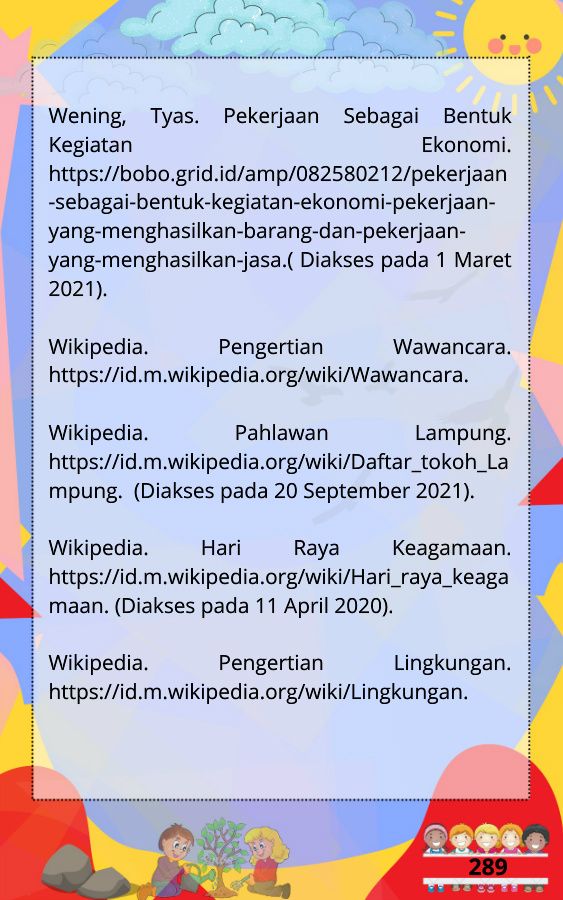 Wening, Tyas. Pekerjaan Sebagai Bentuk
Kegiatan Ekonomi.
https://bobo.grid.id/amp/082580212/pekerjaan
-sebagai-bentuk-kegiatan-ekonomi-pekerjaan-
yang-menghasilkan-barang-dan-pekerjaan-
yang-menghasilkan-jasa.( Diakses pada 1 Maret
2021).
Wikipedia. Pengertian Wawancara.
https://id.m.wikipedia.org/wiki/Wawancara.
Wikipedia. Pahlawan Lampung.
https://id.m.wikipedia.org/wiki/Daftar_tokoh_La
mpung.  (Diakses pada 20 September 2021).
Wikipedia. Hari Raya Keagamaan.
https://id.m.wikipedia.org/wiki/Hari_raya_keaga
maan. (Diakses pada 11 April 2020).
Wikipedia. Pengertian Lingkungan.
https://id.m.wikipedia.org/wiki/Lingkungan.
289